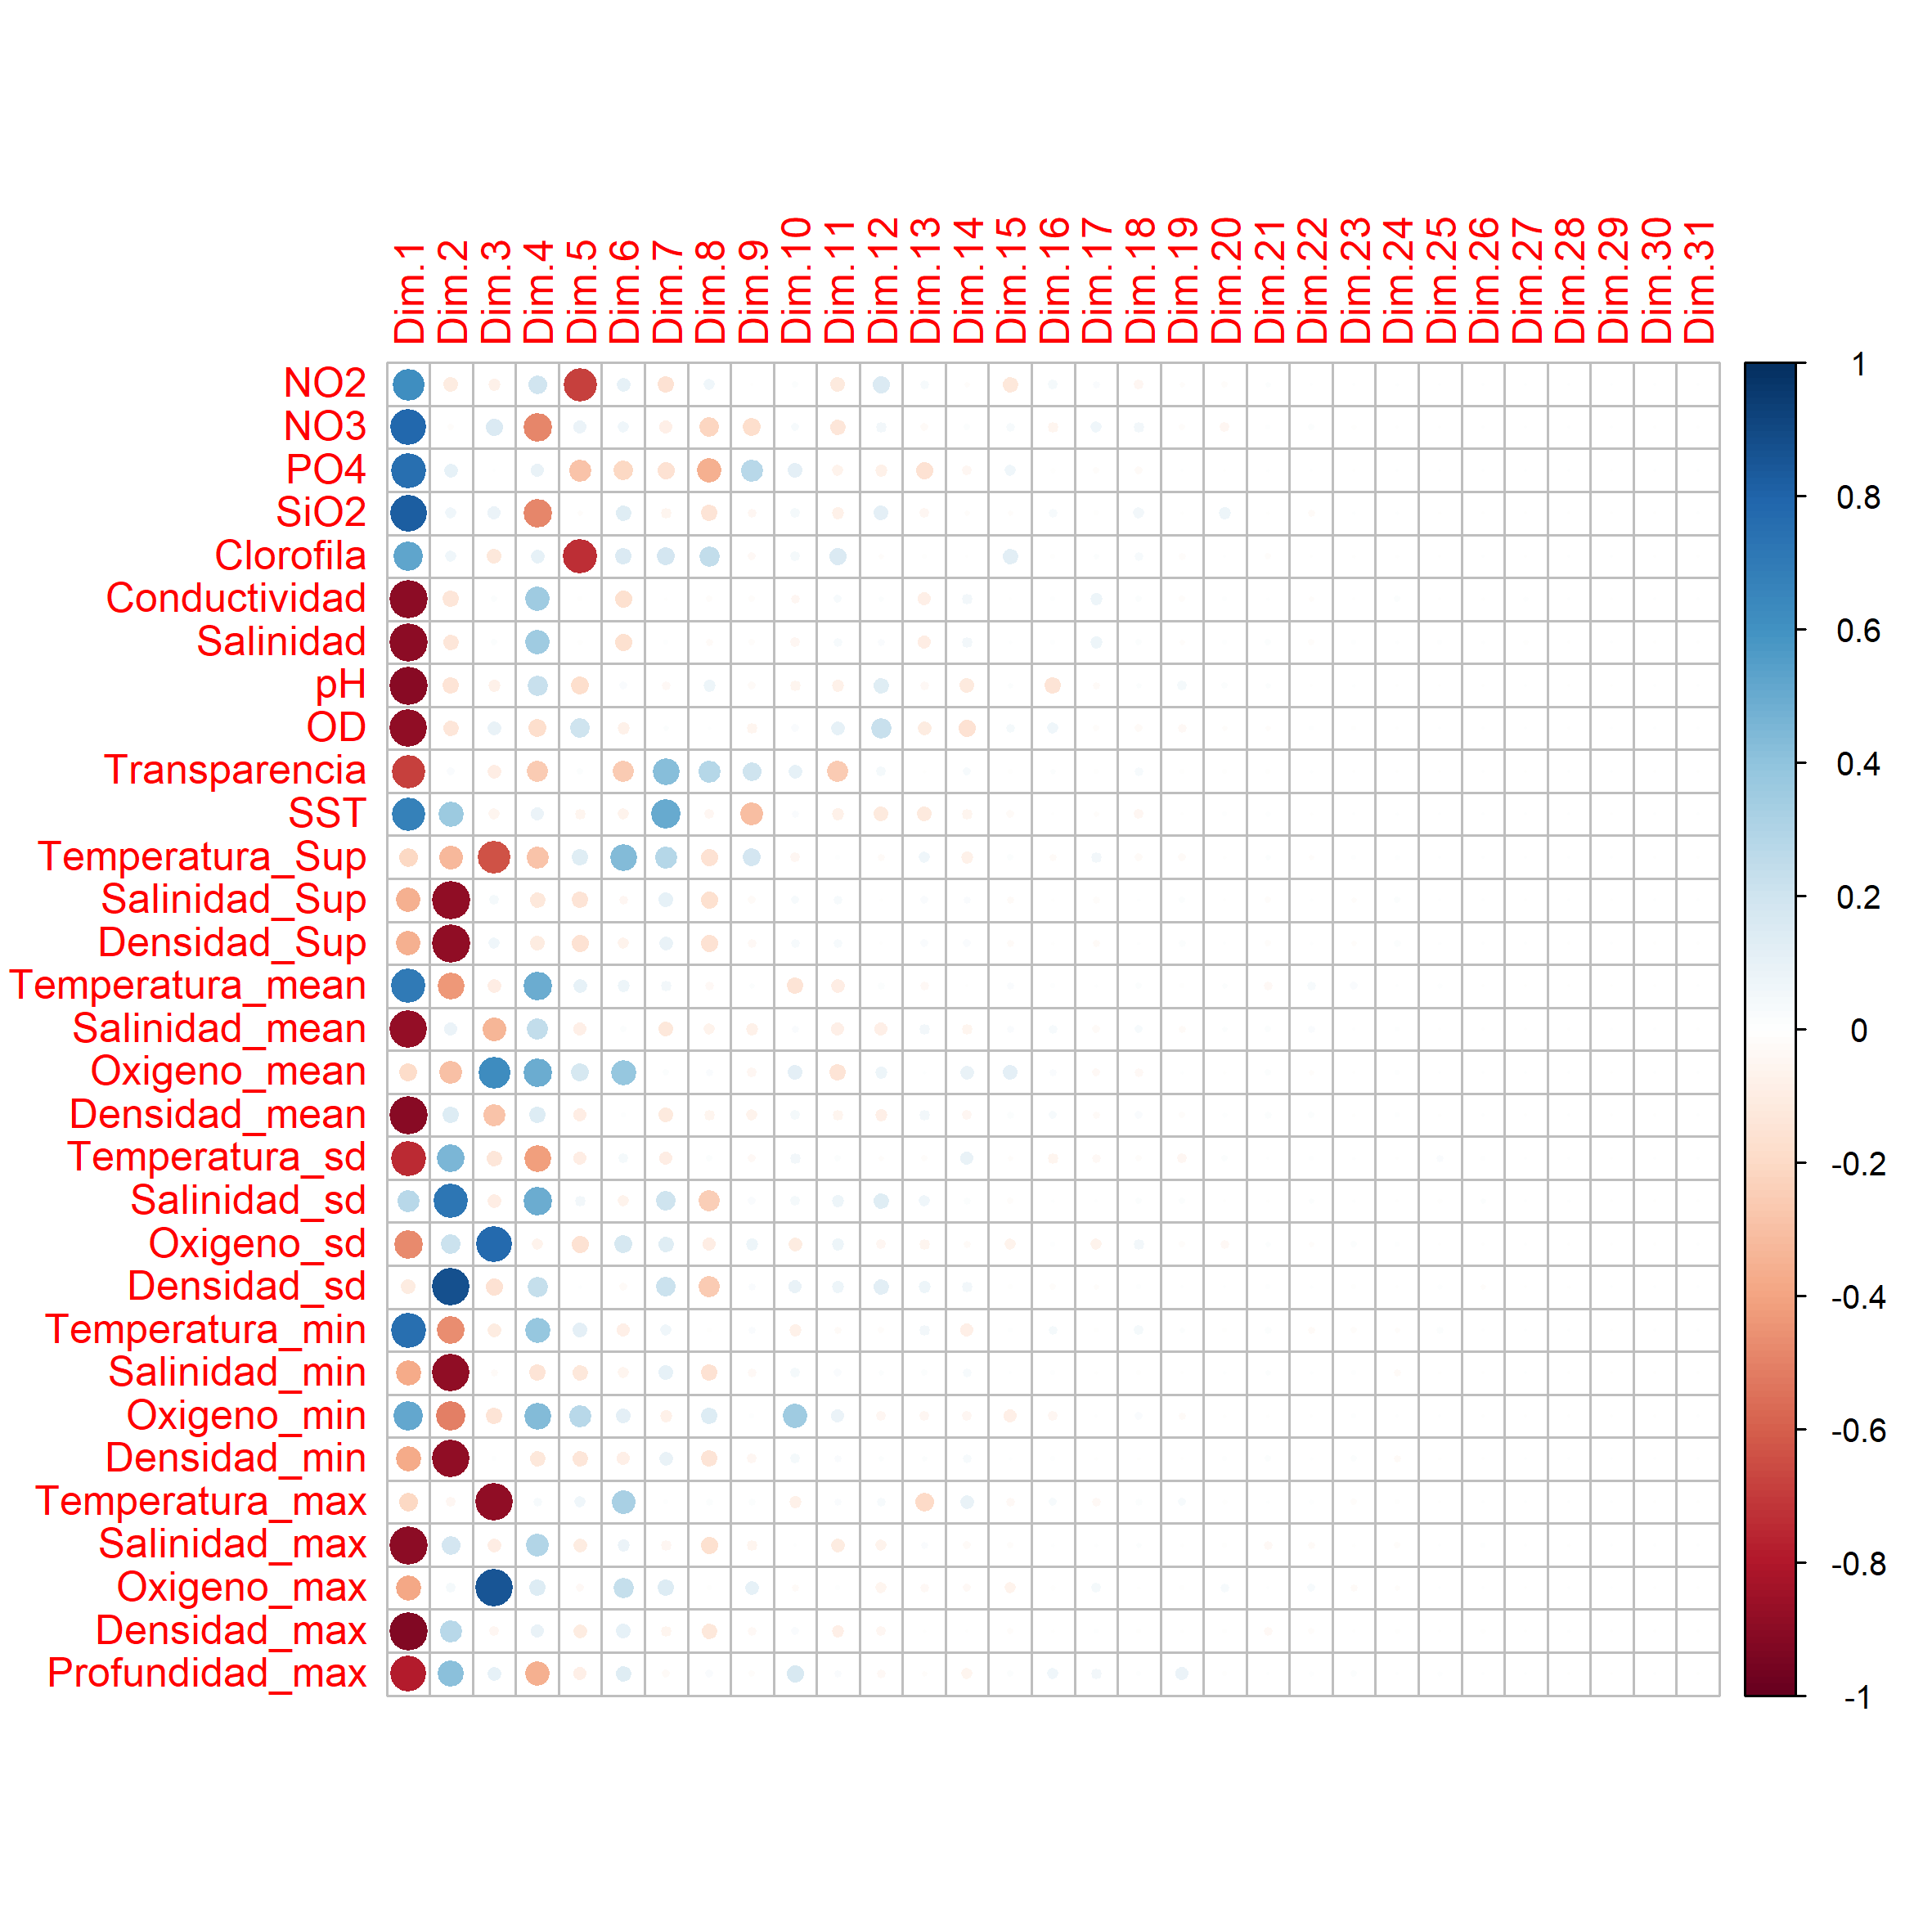 Dim.1
Dim.2
Dim.3
Dim.4
Dim.5
Dim.6
Dim.7
Dim.8
Dim.9
Dim.10
Dim.11
Dim.12
Dim.13
Dim.14
Dim.15
Dim.16
Dim.17
Dim.18
Dim.19
Dim.20
Dim.21
Dim.22
Dim.23
Dim.24
Dim.25
Dim.26
Dim.27
Dim.28
Dim.29
Dim.30
Dim.31
NO2
NO3
PO4
SiO2
Clorofila
Conductividad
Salinidad
pH
OD
Transparencia
SST
Temperatura_Sup
Salinidad_Sup
Densidad_Sup
Temperatura_mean
Salinidad_mean
Oxigeno_mean
Densidad_mean
Temperatura_sd
Salinidad_sd
Oxigeno_sd
Densidad_sd
Temperatura_min
Salinidad_min
Oxigeno_min
Densidad_min
Temperatura_max
Salinidad_max
Oxigeno_max
Densidad_max
Profundidad_max
1
0.8
0.6
0.4
0.2
0
-0.2
-0.4
-0.6
-0.8
-1